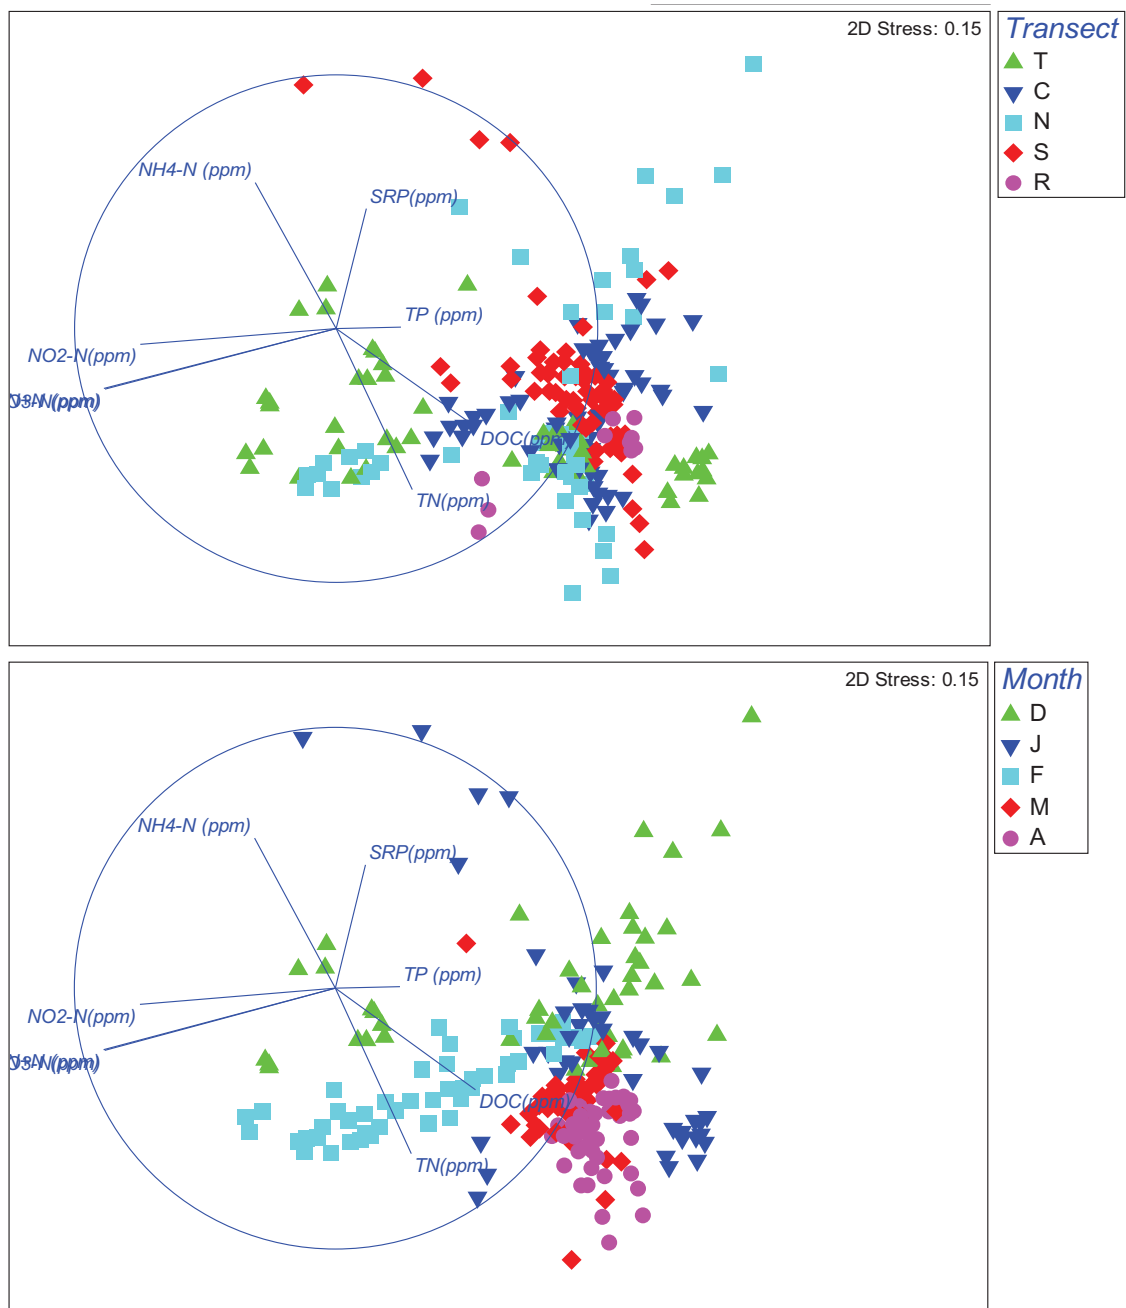 2D Stress: 0.15
Transect
T
C
N
S
R
NH4-N (ppm)
SRP(ppm)
TP (ppm)
NO2-N(ppm)
DOC(ppm)
TN(ppm)
2D Stress: 0.15
Month
D
J
F
M
A
NH4-N (ppm)
SRP(ppm)
TP (ppm)
NO2-N(ppm)
DOC(ppm)
TN(ppm)